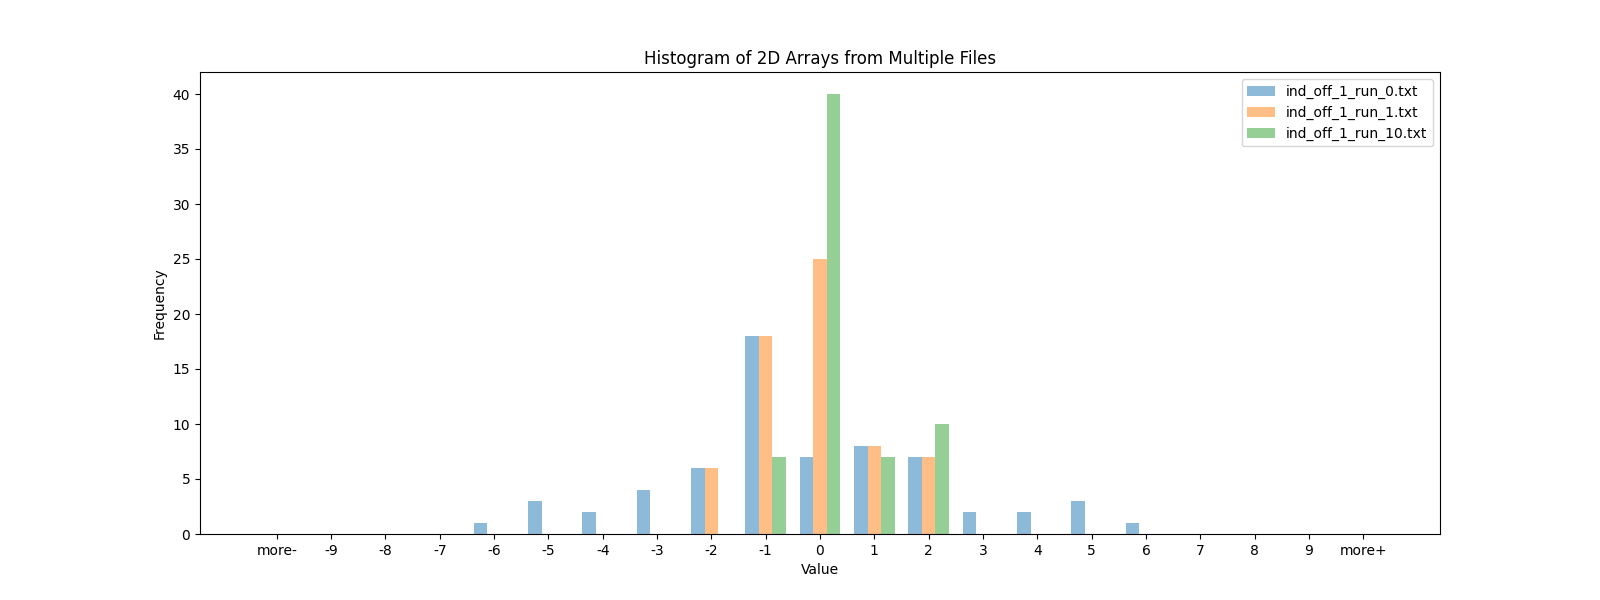 Histogram of 2D Arrays from Multiple Files
ind_off_1_run_0.txt
ind_off_1_run_1.txt
ind_off_1_run_10.txt
Frequency
40
35
30
25
20
15
10
5
0
more- -9 -8 -7 -6 -5 -4 -3 -2 -1 0 1 2 3 4 5 6 7 8 9 more+
Value